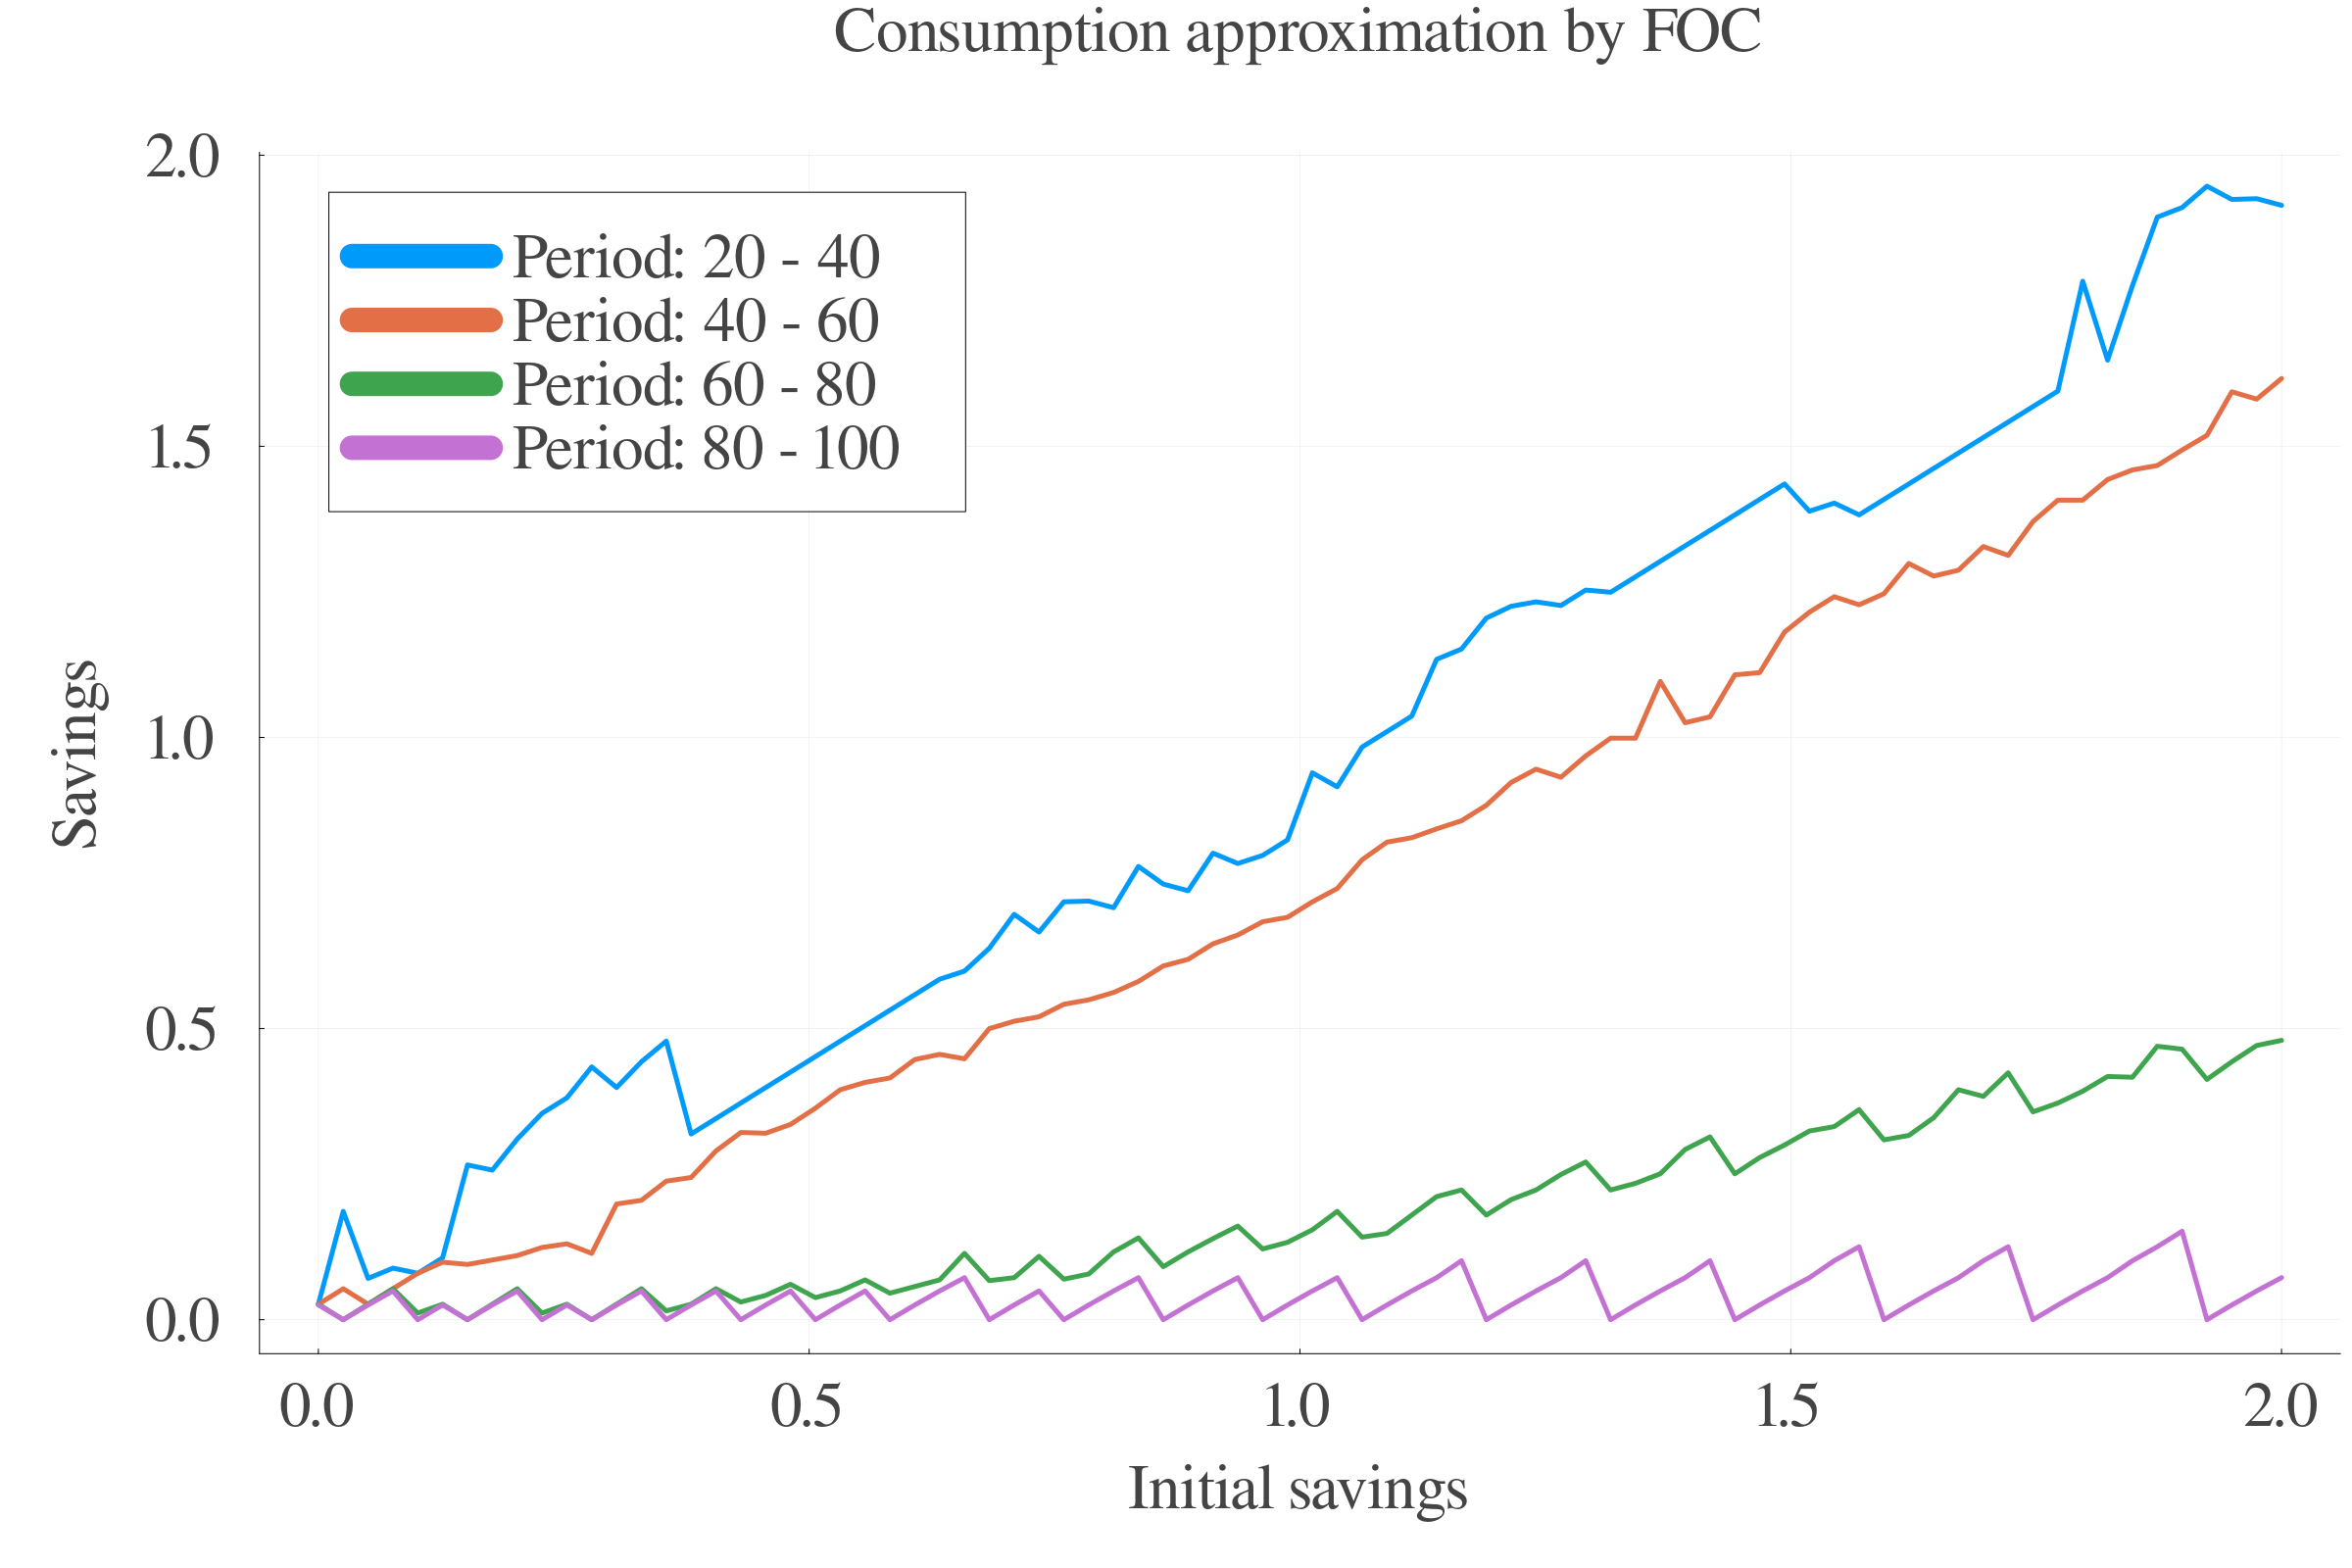 Consumption approximation by FOC
2.0
Period: 20 - 40
Period: 40 - 60
Period: 60 - 80
Period: 80 - 100
1.5
1.0
0.5
0.0
Savings
0.0 0.5 1.0 1.5 2.0
Initial savings